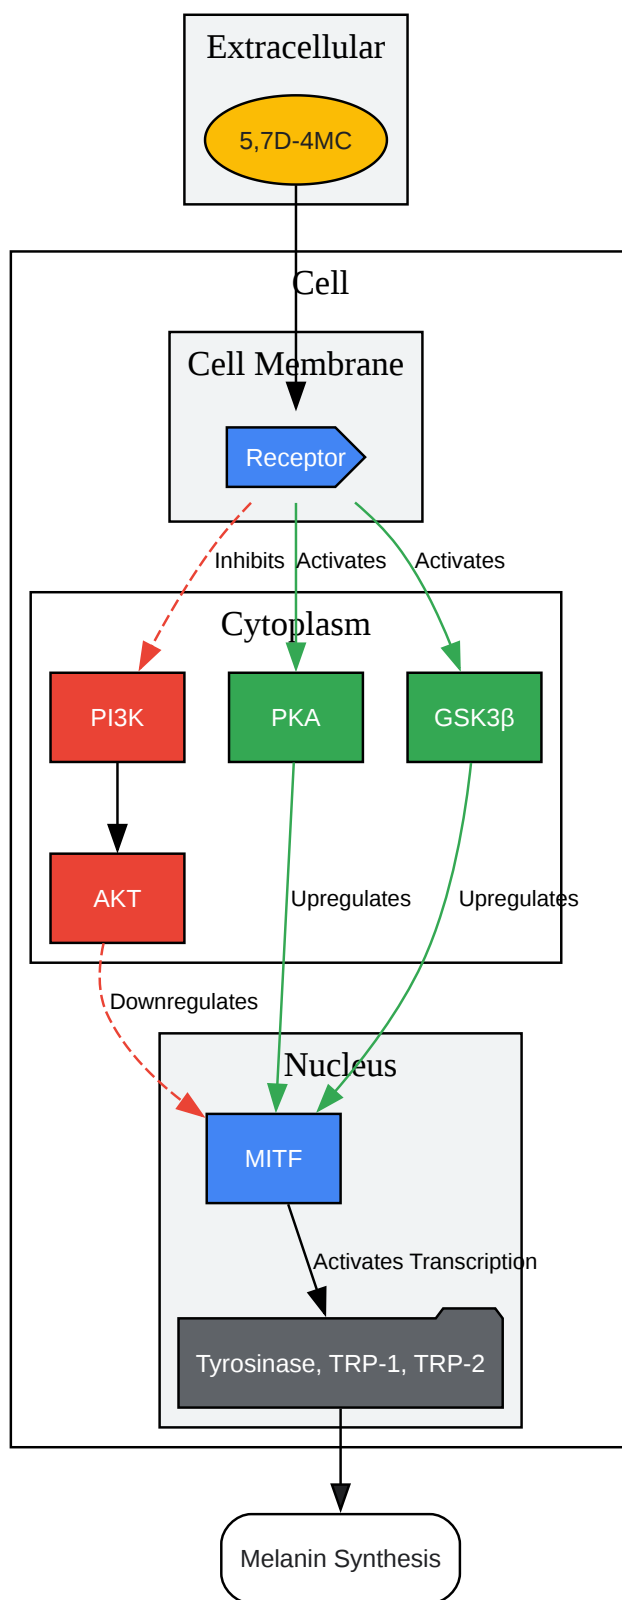 Extracellular
5,7D-4MC
Cell
Cell Membrane
Receptor
Inhibits
Activates
Activates
Cytoplasm
PI3K
PKA
GSK3β
AKT
Upregulates
Upregulates
Downregulates
Nucleus
MITF
Activates Transcription
Tyrosinase, TRP-1, TRP-2
Melanin Synthesis